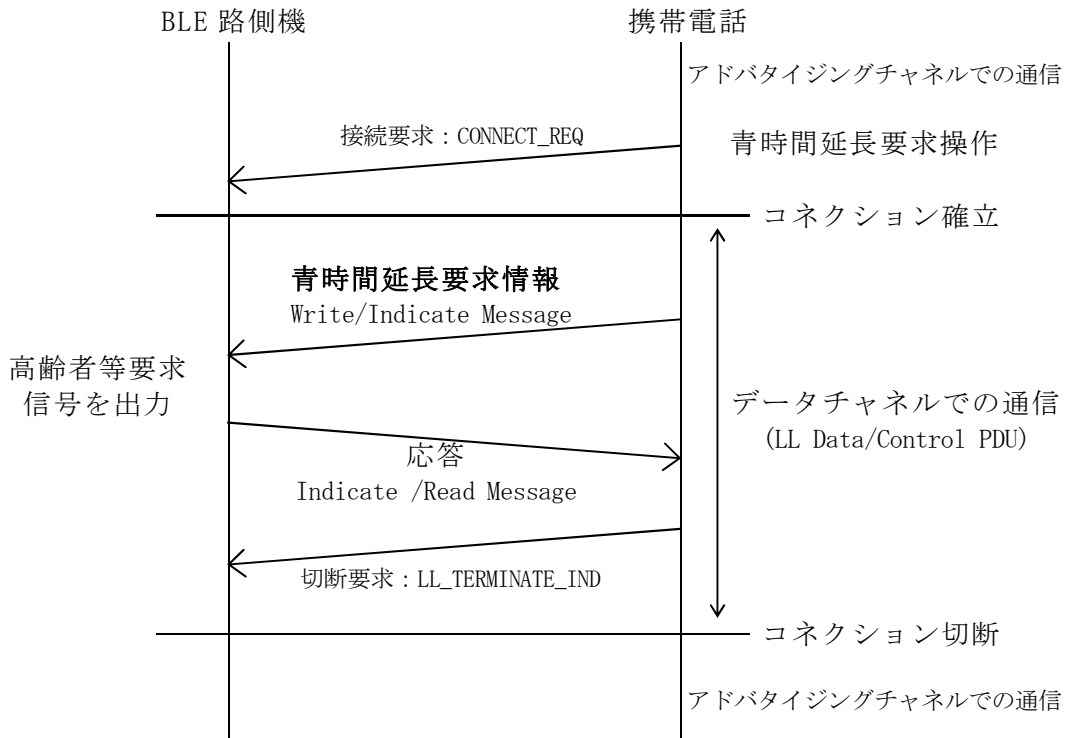 BLE 路側機
携帯電話
アドバタイジングチャネルでの通信
接続要求：CONNECT_REQ
青時間延長要求操作
コネクション確立
青時間延長要求情報
Write/Indicate Message
高齢者等要求
信号を出力
データチャネルでの通信
(LL Data/Control PDU)
応答
Indicate /Read Message
切断要求：LL_TERMINATE_IND
コネクション切断
アドバタイジングチャネルでの通信